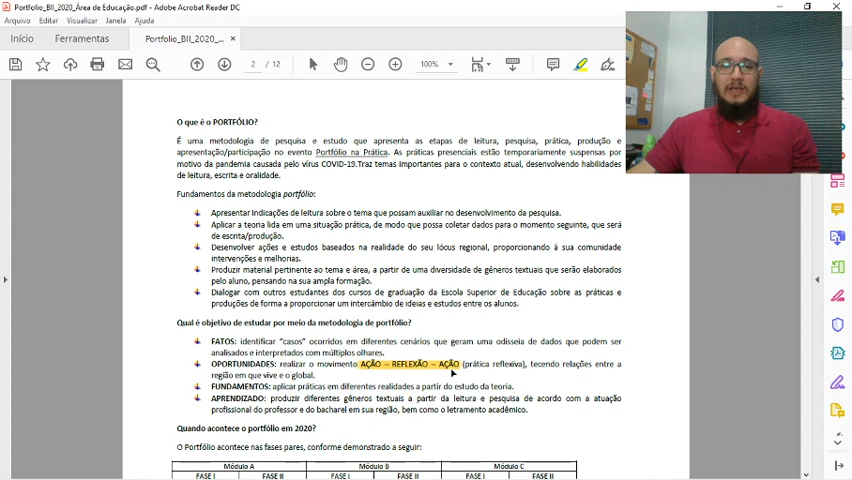 Portfolio_BII_2020_Área de Educação.pdf - Adobe Acrobat Reader DC
Arquivo Editar Visualizar Janela Ajuda
Início Ferramentas Portfolio_BII_2020_...
2 / 12 100%
O que é o PORTFÓLIO?
É uma metodologia de pesquisa e estudo que apresenta as etapas de leitura, pesquisa, prática, produção e
apresentação/participação no evento Portfólio na Prática. As práticas presenciais estão temporariamente suspensas por
motivo da pandemia causada pelo vírus COVID-19.Traz temas importantes para o contexto atual, desenvolvendo habilidades
de leitura, escrita e oralidade.
Fundamentos da metodologia portfólio:
Apresentar indicações de leitura sobre o tema que possam auxiliar no desenvolvimento da pesquisa.
Aplicar a teoria lida em uma situação prática, de modo que possa coletar dados para o momento seguinte, que será
de escrita/produção.
Desenvolver ações e estudos baseados na realidade do seu lócus regional, proporcionando à sua comunidade
intervenções e melhorias.
Produzir material pertinente ao tema e área, a partir de uma diversidade de gêneros textuais que serão elaborados
pelo aluno, pensando na sua ampla formação.
Dialogar com outros estudantes dos cursos de graduação da Escola Superior de Educação sobre as práticas e
produções de forma a proporcionar um intercâmbio de ideias e estudos entre os alunos.
Qual é objetivo de estudar por meio da metodologia de portfólio?
FATOS: identificar “casos” ocorridos em diferentes cenários que geram uma odisseia de dados que podem ser
analisados e interpretados com múltiplos olhares.
OPORTUNIDADES: realizar o movimento AÇÃO – REFLEXÃO – AÇÃO (prática reflexiva), tecendo relações entre a
região em que vive e o global.
FUNDAMENTOS: aplicar práticas em diferentes realidades a partir do estudo da teoria.
APRENDIZADO: produzir diferentes gêneros textuais a partir da leitura e pesquisa de acordo com a atuação
profissional do professor e do bacharel em sua região, bem como o letramento acadêmico.
Quando acontece o portfólio em 2020?
O Portfólio acontece nas fases pares, conforme demonstrado a seguir:
Módulo A Módulo B Módulo C
FASE I FASE II FASE I FASE II FASE I FASE II